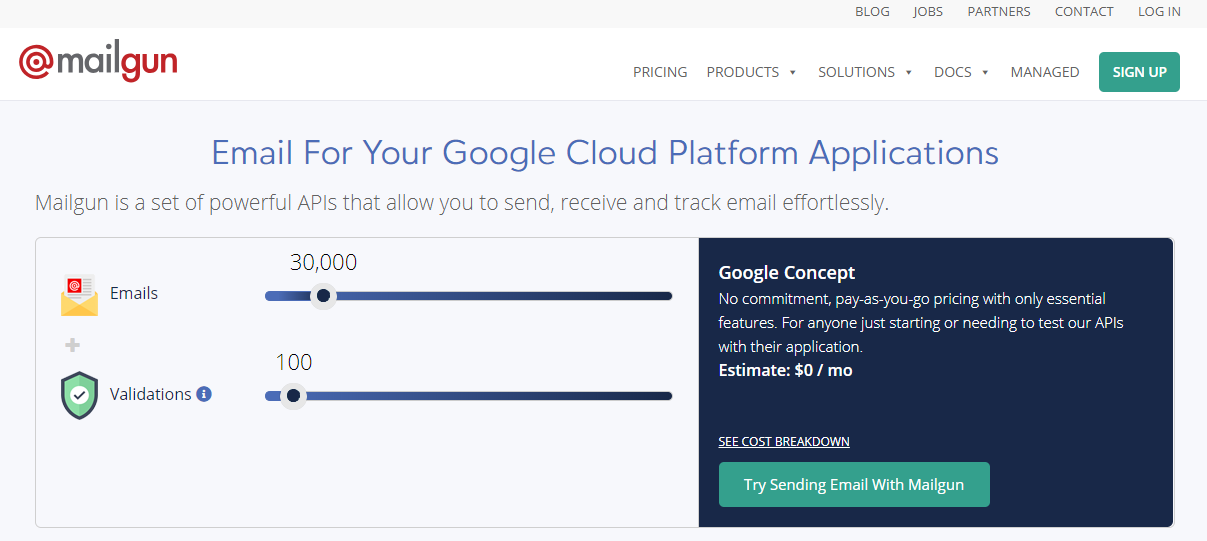 BLOG JOBS PARTNERS CONTACT LOG IN
@mailgun
PRICING PRODUCTS SOLUTIONS DOCS MANAGED SIGN UP
Email For Your Google Cloud Platform Applications
Mailgun is a set of powerful APIs that allow you to send, receive and track email effortlessly.
30,000
Emails
100
Validations
Google Concept
No commitment, pay-as-you-go pricing with only essential
features. For anyone just starting or needing to test our APIs
with their application.
Estimate: $0 / mo
SEE COST BREAKDOWN
Try Sending Email With Mailgun